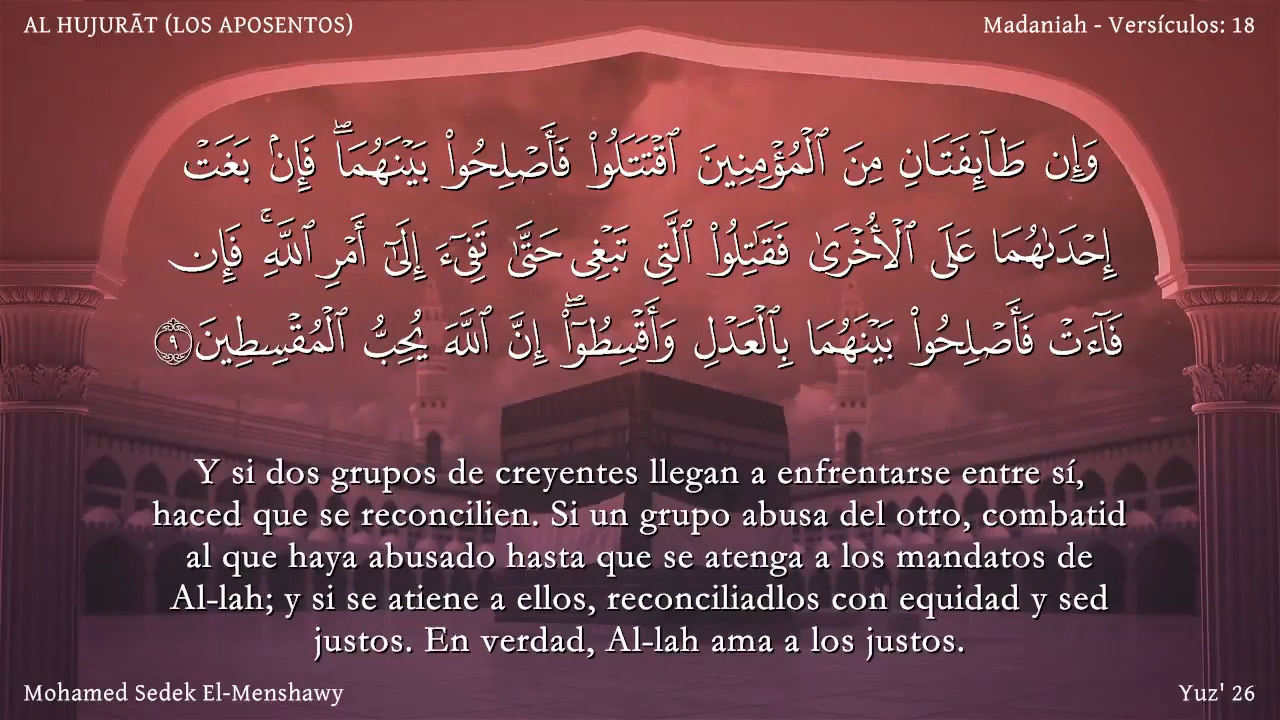 AL HUJURĀT (LOS APOSENTOS)
Madaniah - Versículos: 18
وَإِن طَآئِفَتَانِ مِنَ ٱلْمُؤْمِنِينَ ٱقْتَتَلُوا۟ فَأَصْلِحُوا۟ بَيْنَهُمَا ۖ فَإِنۢ بَغَتْ
إِحْدَىٰهُمَا عَلَى ٱلْأُخْرَىٰ فَقَٰتِلُوا۟ ٱلَّتِى تَبْغِى حَتَّىٰ تَفِىٓءَ إِلَىٰٓ أَمْرِ ٱللَّهِ ۚ فَإِن
فَآءَتْ فَأَصْلِحُوا۟ بَيْنَهُمَا بِٱلْعَدْلِ وَأَقْسِطُوٓا۟ ۖ إِنَّ ٱللَّهَ يُحِبُّ ٱلْمُقْسِطِينَ ٩
Y si dos grupos de creyentes llegan a enfrentarse entre sí,
haced que se reconcilien. Si un grupo abusa del otro, combatid
al que haya abusado hasta que se atenga a los mandatos de
Al-lah; y si se atiene a ellos, reconciliadlos con equidad y sed
justos. En verdad, Al-lah ama a los justos.
Mohamed Sedek El-Menshawy
Yuz' 26